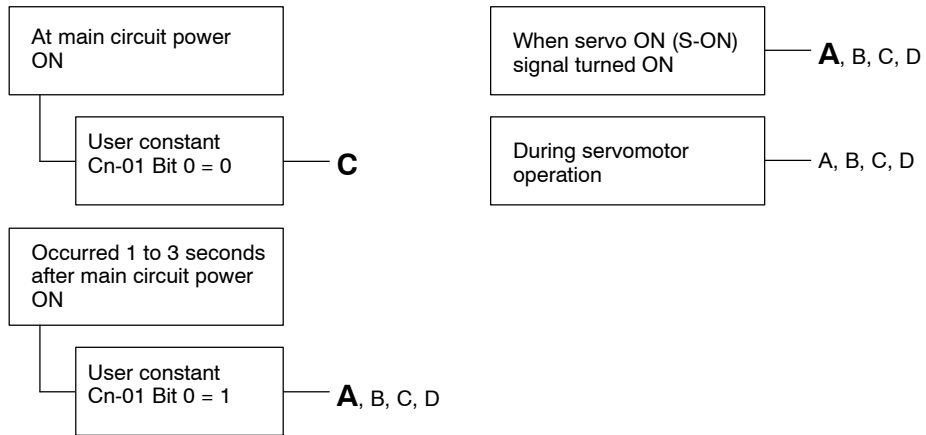 At main circuit power
ON
User constant
Cn-01 Bit 0 = 0
C
Occurred 1 to 3 seconds
after main circuit power
ON
User constant
Cn-01 Bit 0 = 1
A, B, C, D
When servo ON (S-ON)
signal turned ON
A, B, C, D
During servomotor
operation
A, B, C, D